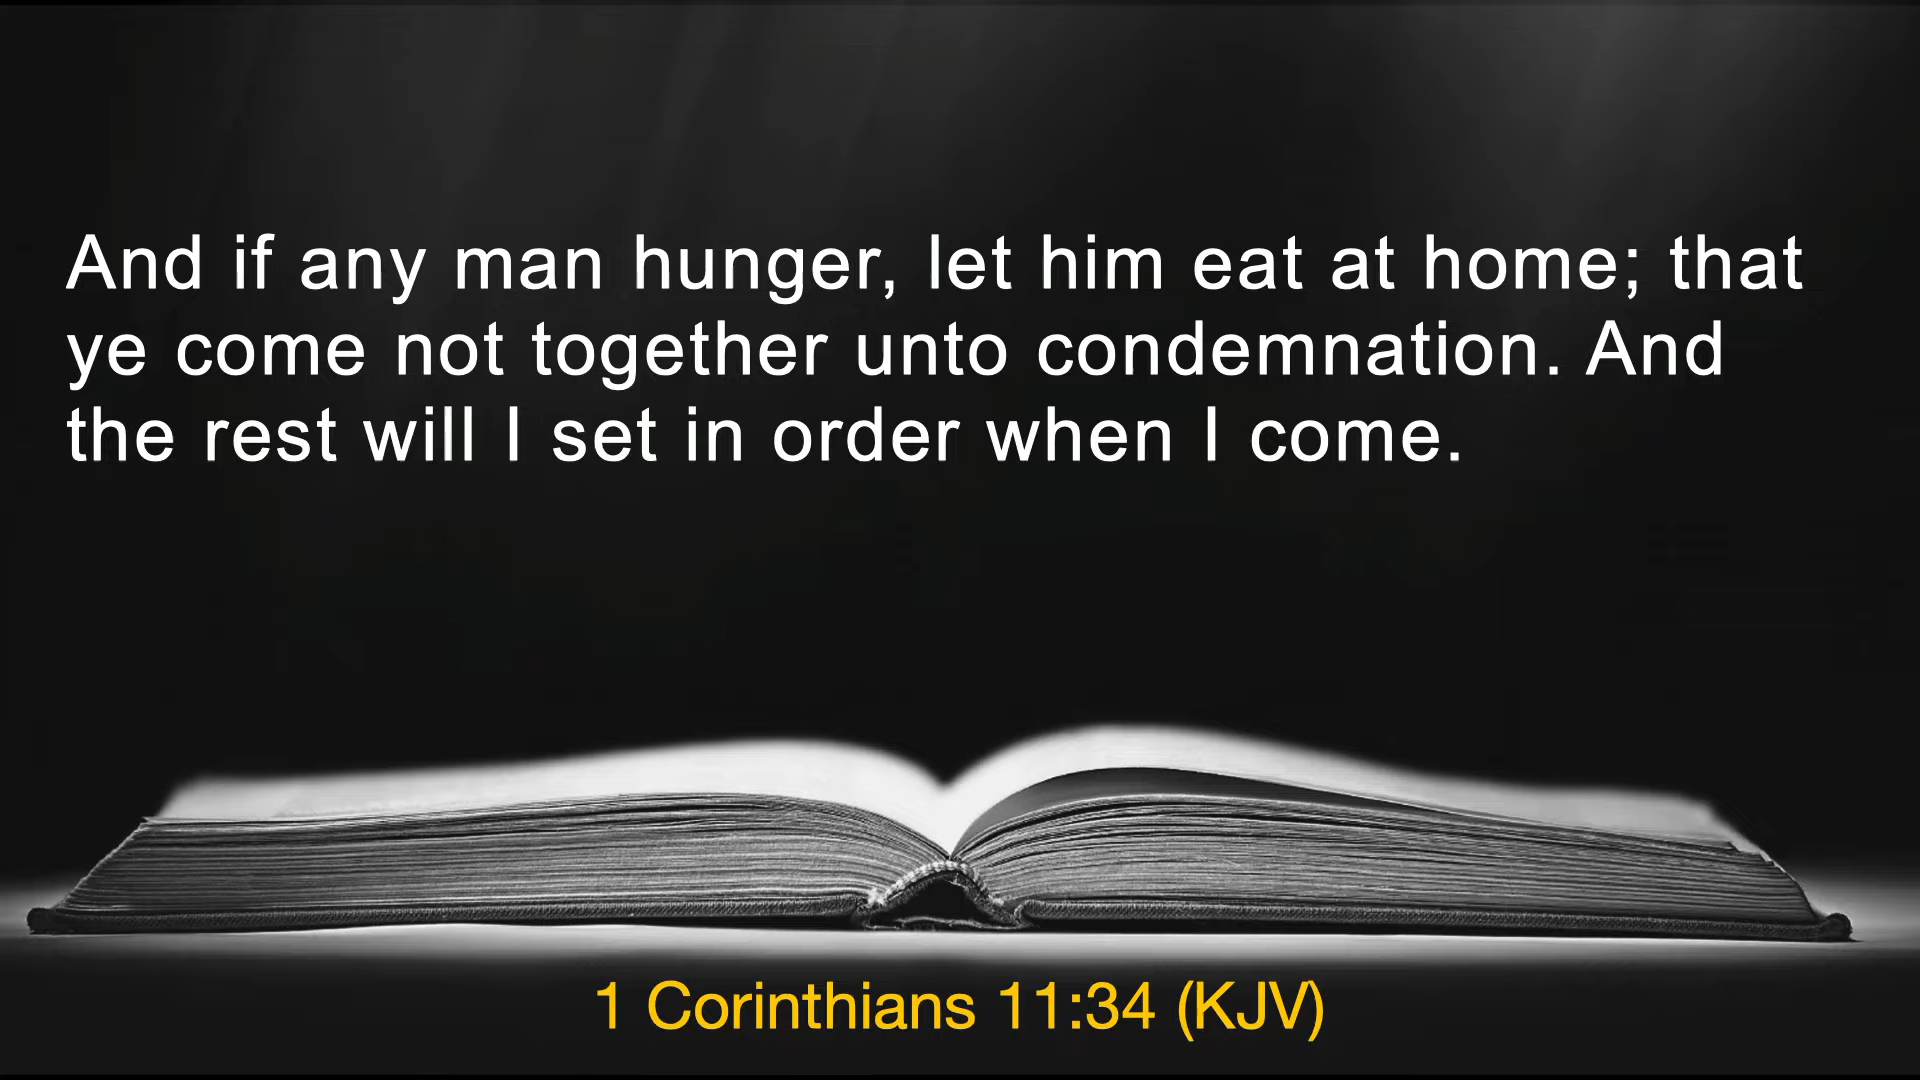 And if any man hunger, let him eat at home; that
ye come not together unto condemnation. And
the rest will I set in order when I come.
1 Corinthians 11:34 (KJV)